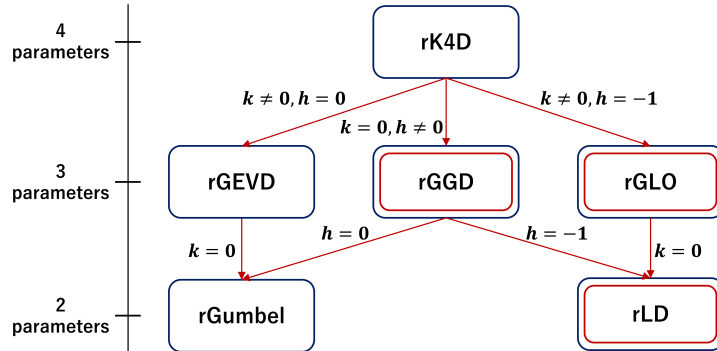 4
parameters
rK4D
k ≠ 0, h = 0
k = 0, h ≠ 0
k ≠ 0, h = −1
3
parameters
rGEVD
rGGD
rGLO
k = 0
h = 0
h = −1
k = 0
2
parameters
rGumbel
rLD